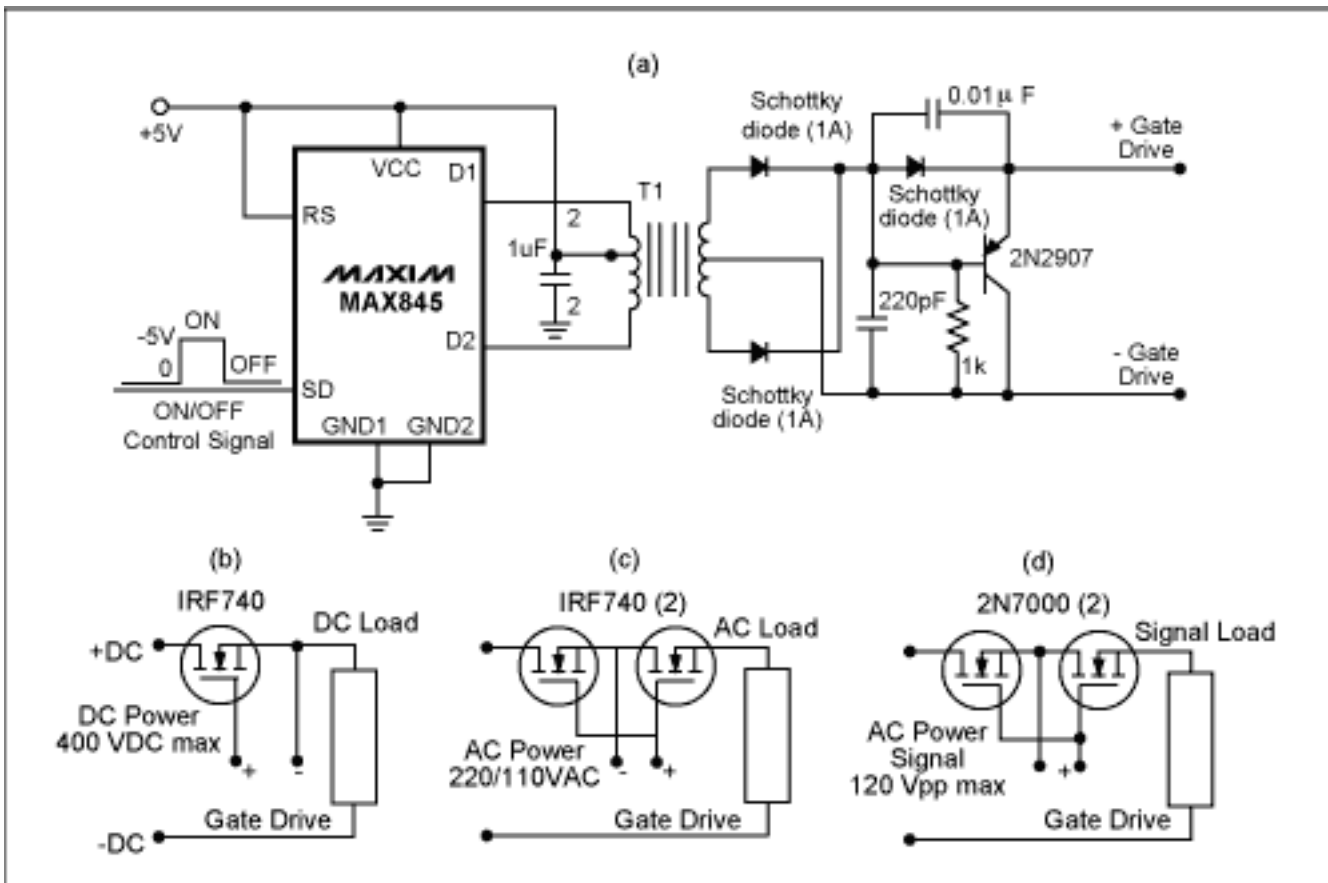 (a)
+5V
VCC
D1
RS
MAXIM
MAX845
D2
SD
GND1 GND2
-5V
ON
0
OFF
ON/OFF
Control Signal
2
1uF
2
T1
Schottky
diode (1A)
0.01μ F
+ Gate
Drive
Schottky
diode (1A)
2N2907
220pF
1k
Schottky
diode (1A)
- Gate
Drive
(b)
IRF740
DC Load
+DC
DC Power
400 VDC max
+
-
Gate Drive
-DC
(c)
IRF740 (2)
AC Load
AC Power
220/110VAC
-
+
Gate Drive
(d)
2N7000 (2)
Signal Load
AC Power
Signal
120 Vpp max
+
Gate Drive